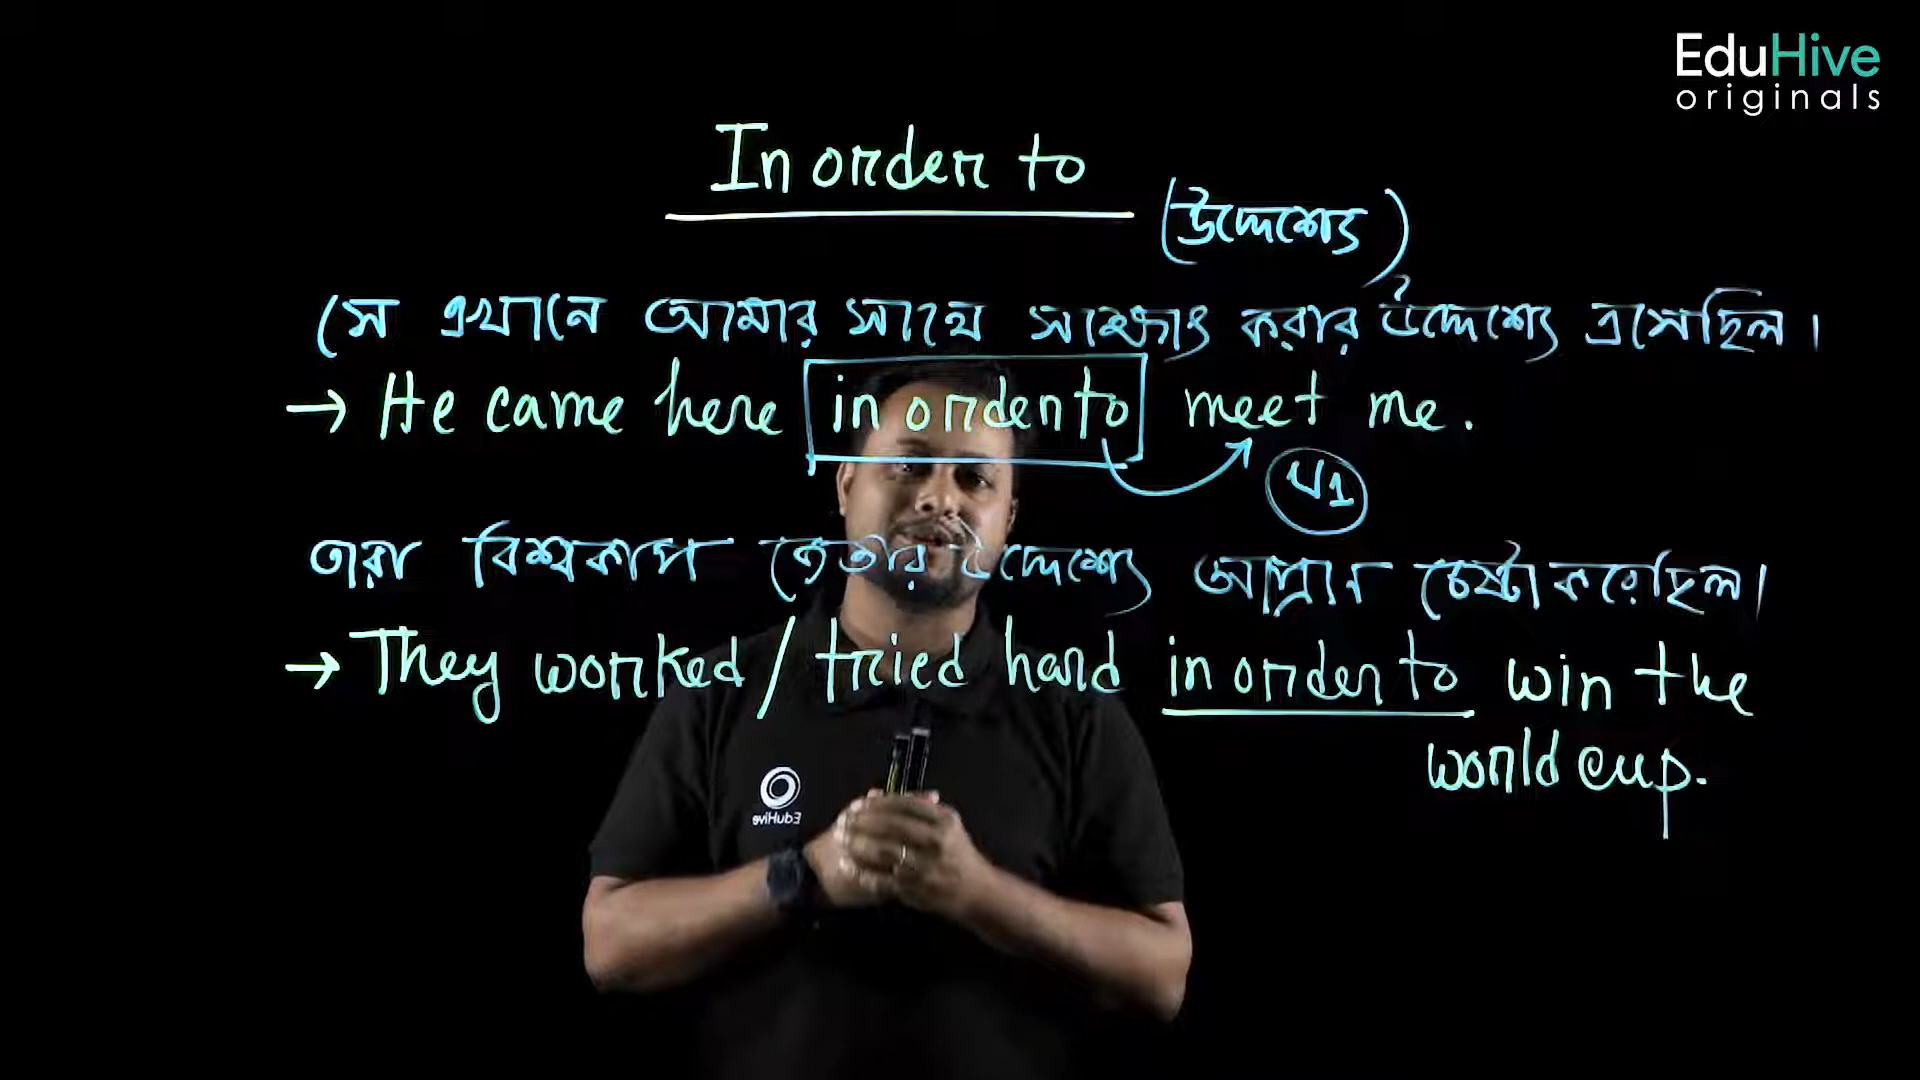 EduHive
originals
In order to
(উদ্দেশ্যে)
সে এখানে আমার সাথে সাক্ষাৎ করার উদ্দেশ্যে এসেছিল।
→ He came here in order to meet me.
V1
তারা বিশ্বকাপ জেতার উদ্দেশ্যে আপ্রাণ চেষ্টা করেছিল।
→ They worked / tried hard in order to win the
world cup.
EduHive